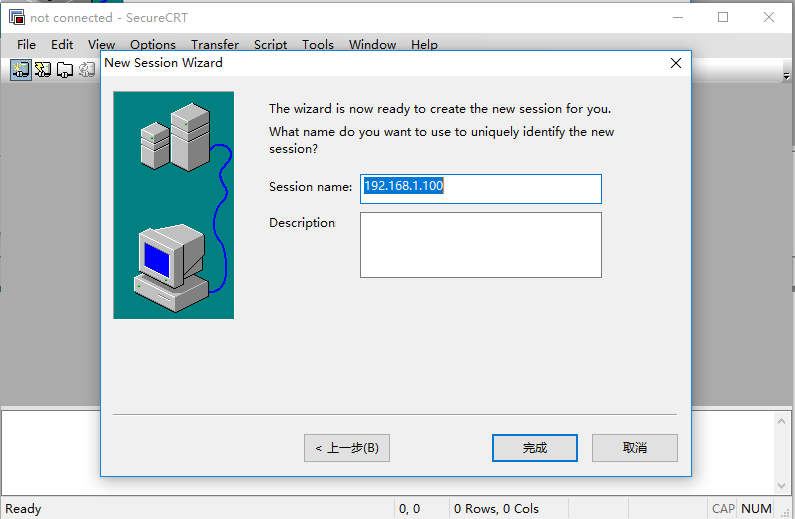 not connected - SecureCRT
File Edit View Options Transfer Script Tools Window Help
New Session Wizard
The wizard is now ready to create the new session for you.
What name do you want to use to uniquely identify the new
session?
Session name: 192.168.1.100
Description
< 上一步(B) 完成 取消
Ready 0, 0 0 Rows, 0 Cols CAP NUM